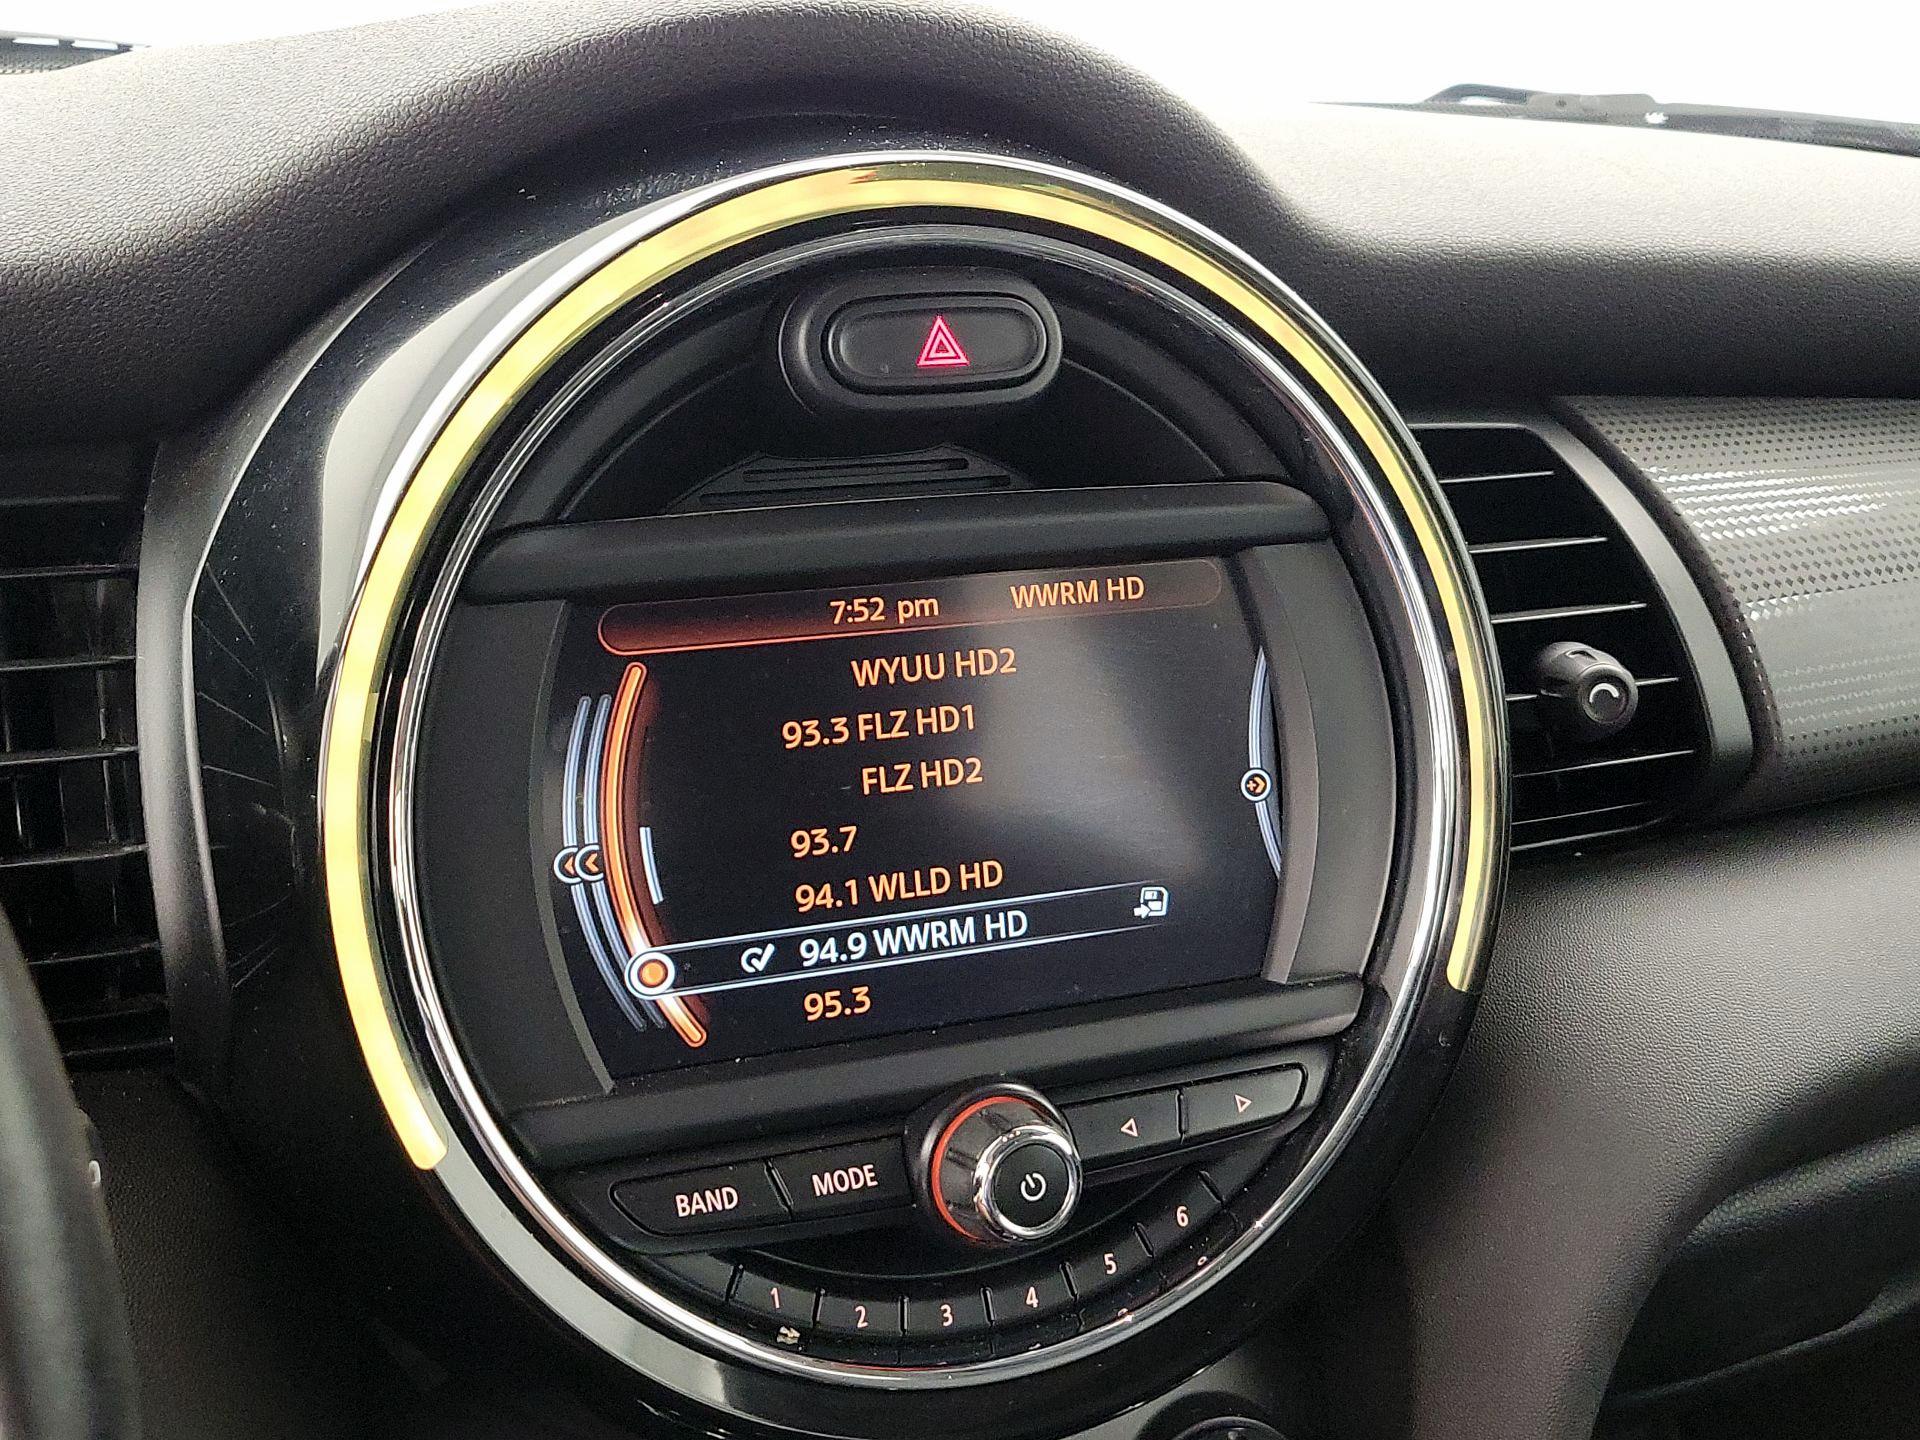 7:52 pm WWRM HD
WYUU HD2
93.3 FLZ HD1
FLZ HD2
93.7
94.1 WLLD HD
94.9 WWRM HD
95.3
BAND MODE
1 2 3 4 5 6